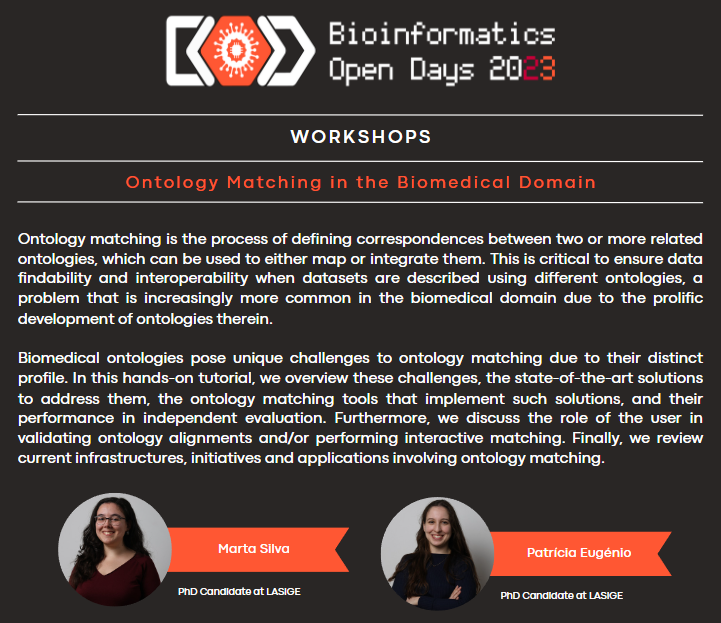 Bioinformatics
Open Days 2023
WORKSHOPS
Ontology Matching in the Biomedical Domain
Ontology matching is the process of defining correspondences between two or more related
ontologies, which can be used to either map or integrate them. This is critical to ensure data
findability and interoperability when datasets are described using different ontologies, a
problem that is increasingly more common in the biomedical domain due to the prolific
development of ontologies therein.
Biomedical ontologies pose unique challenges to ontology matching due to their distinct
profile. In this hands-on tutorial, we overview these challenges, the state-of-the-art solutions
to address them, the ontology matching tools that implement such solutions, and their
performance in independent evaluation. Furthermore, we discuss the role of the user in
validating ontology alignments and/or performing interactive matching. Finally, we review
current infrastructures, initiatives and applications involving ontology matching.
Marta Silva
PhD Candidate at LASIGE
Patrícia Eugénio
PhD Candidate at LASIGE